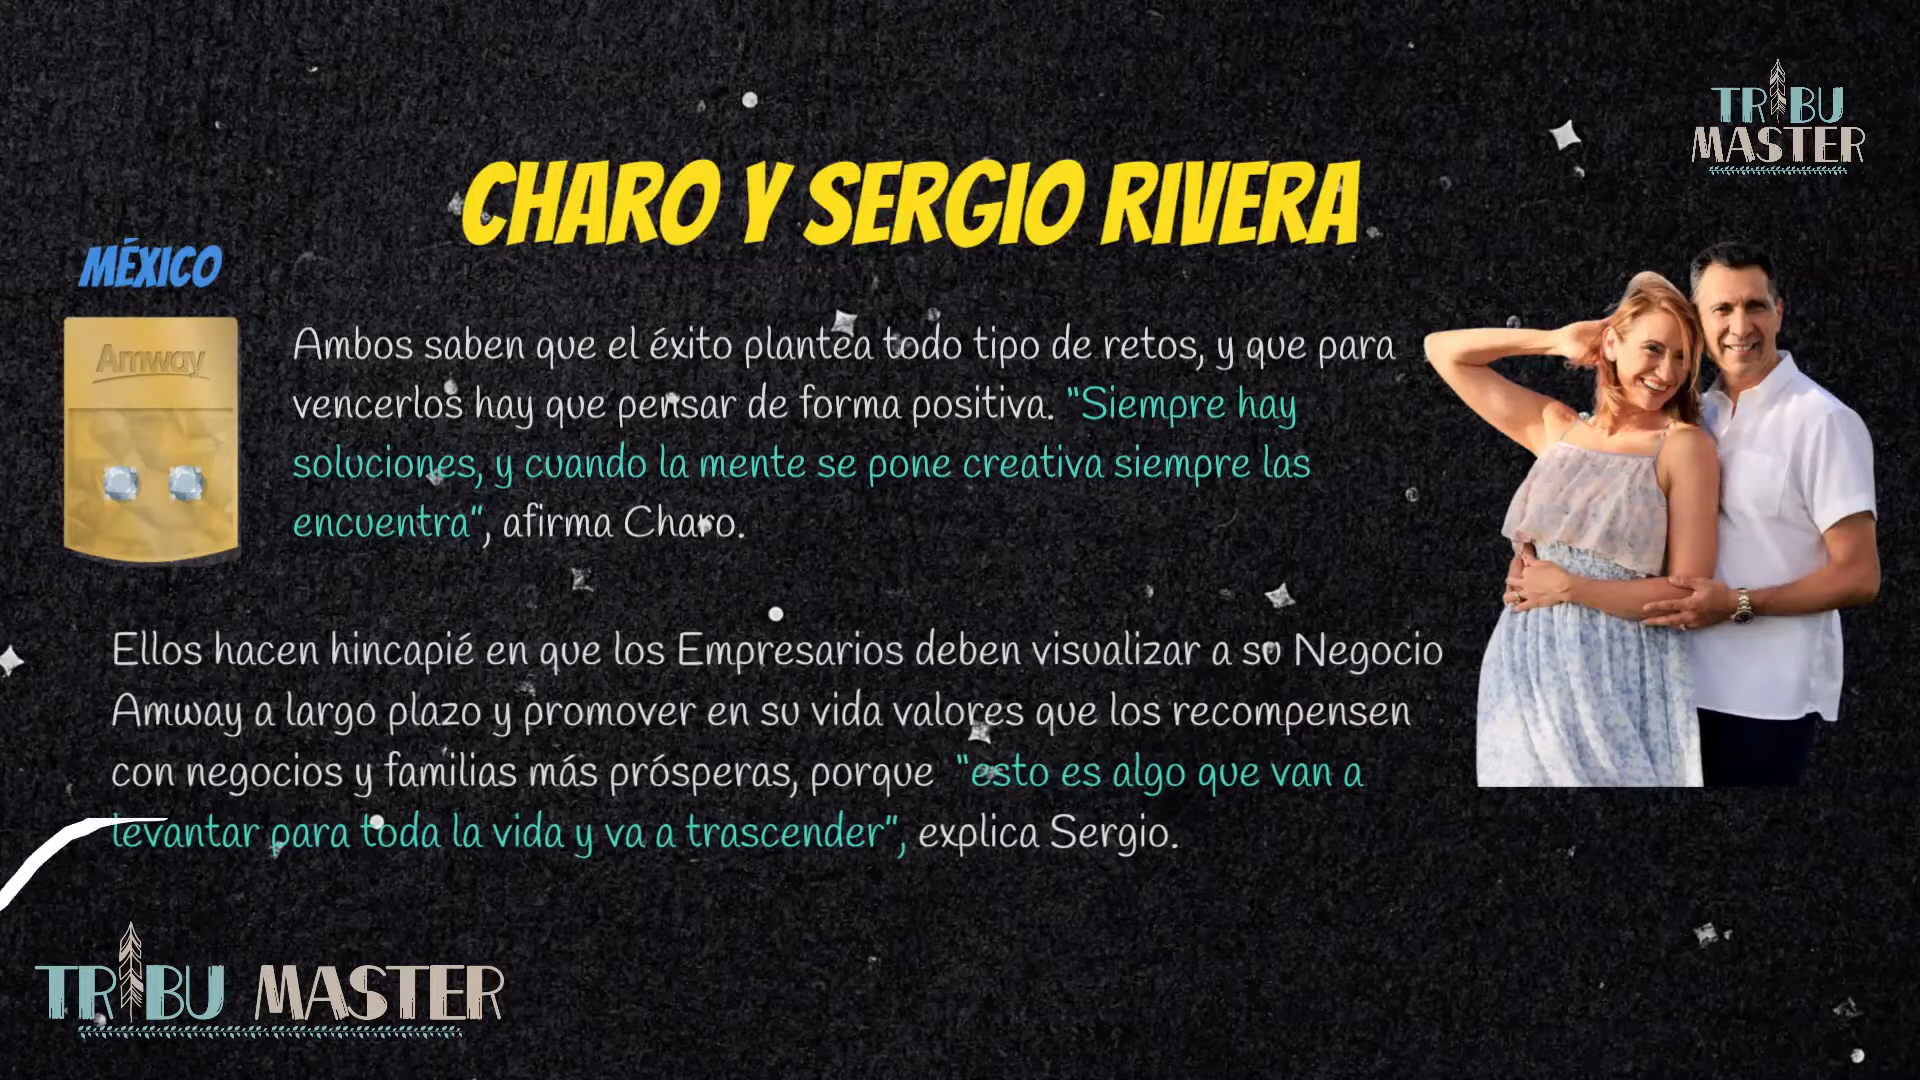 TRIBU
MASTER
CHARO Y SERGIO RIVERA
MÉXICO
Amway
Ambos saben que el éxito plantea todo tipo de retos, y que para
vencerlos hay que pensar de forma positiva. "Siempre hay
soluciones, y cuando la mente se pone creativa siempre las
encuentra", afirma Charo.
Ellos hacen hincapié en que los Empresarios deben visualizar a su Negocio
Amway a largo plazo y promover en su vida valores que los recompensen
con negocios y familias más prósperas, porque "esto es algo que van a
levantar para toda la vida y va a trascender", explica Sergio.
TRIBU MASTER